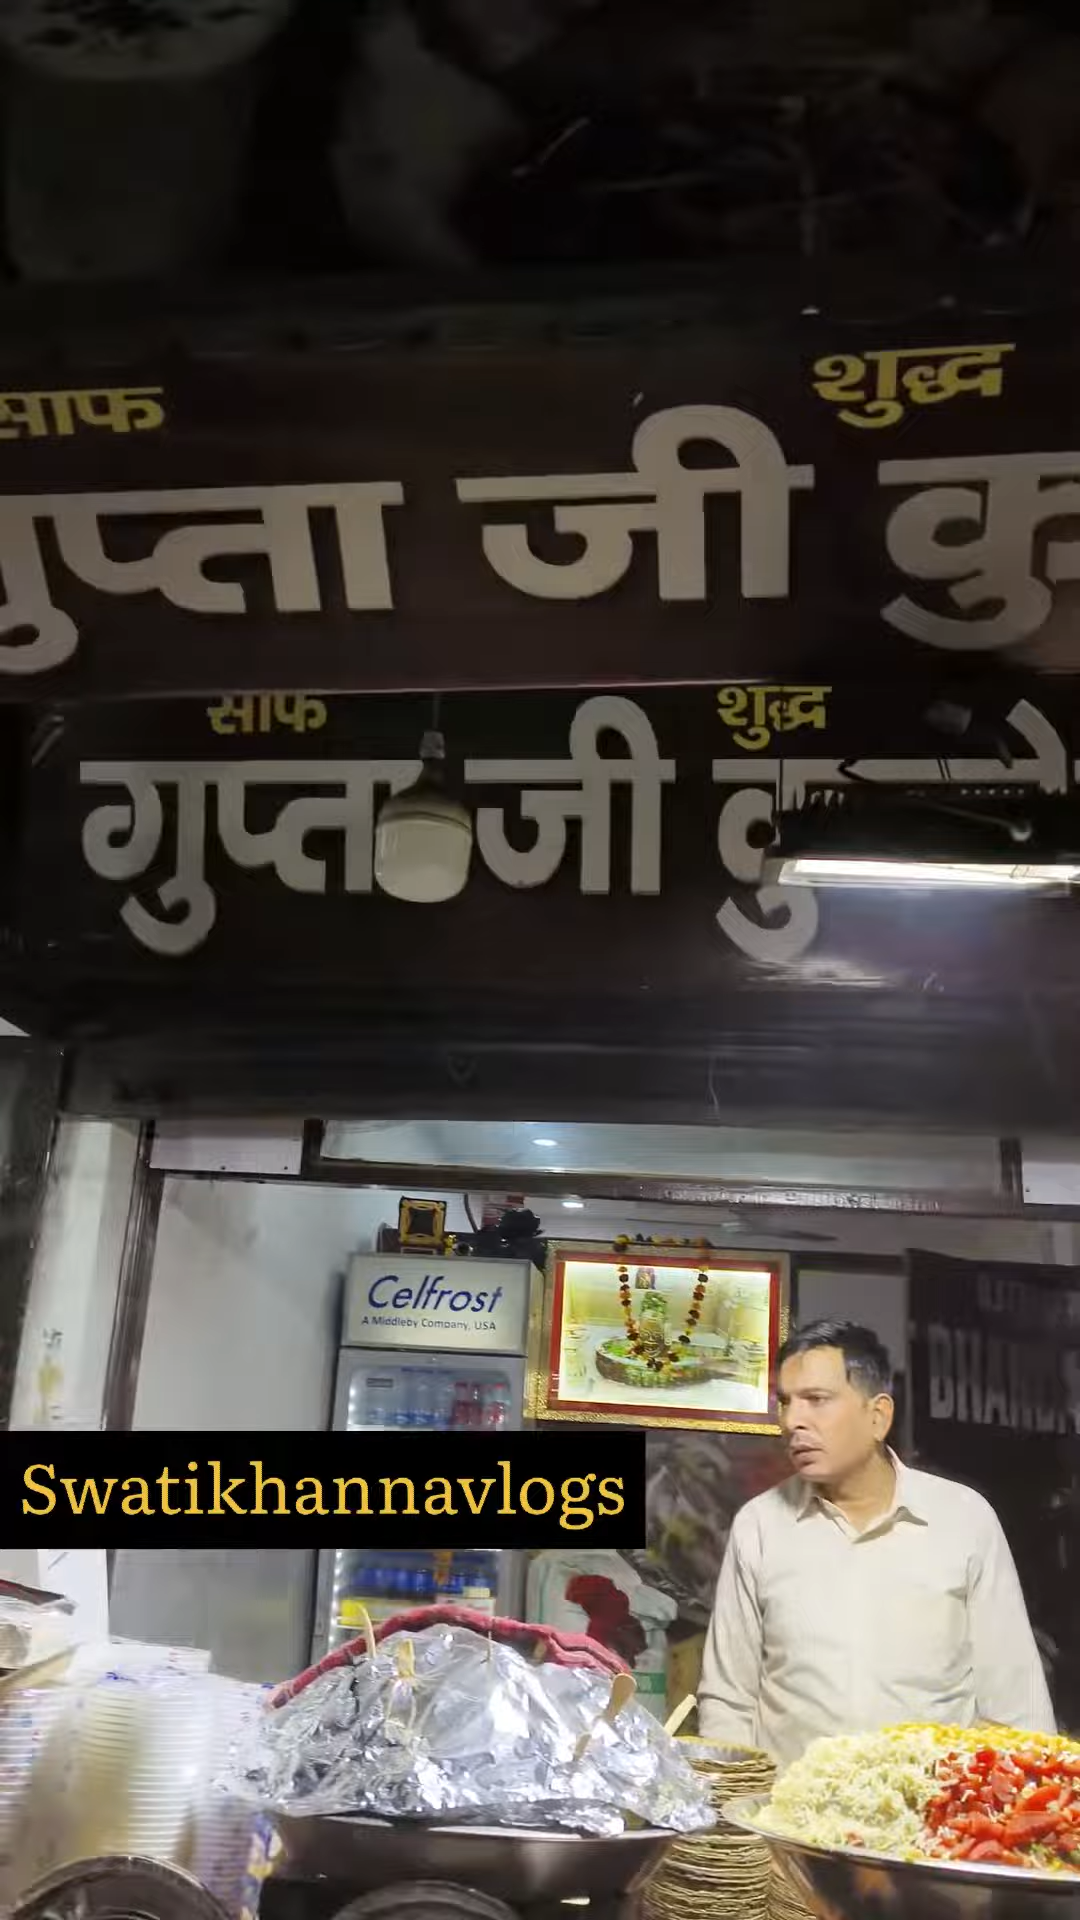 साफ शुद्ध
गुप्ता जी
साफ शुद्ध
गुप्ता जी
Celfrost
A Middleby Company, USA
Swatikhannavlogs